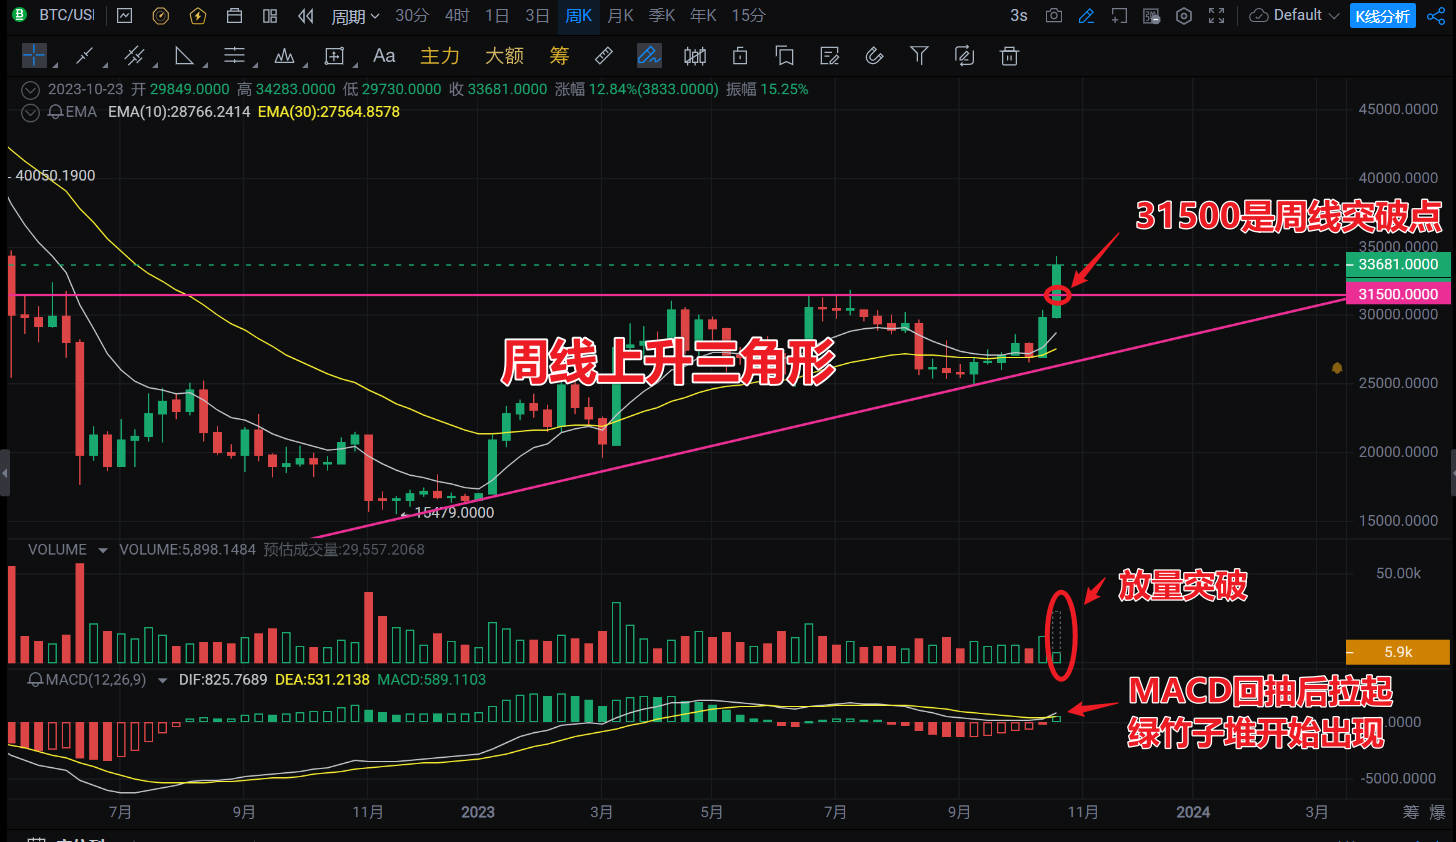 BTC/USI
周期 30分 4时 1日 3日 周K 月K 季K 年K 15分
3s
Default
K线分析
Aa 主力 大额 筹
2023-10-23 开 29849.0000 高 34283.0000 低 29730.0000 收 33681.0000 涨幅 12.84%(3833.0000) 振幅 15.25%
EMA EMA(10):28766.2414 EMA(30):27564.8578
45000.0000
40050.1900
40000.0000
31500是周线突破点
35000.0000
33681.0000
31500.0000
30000.0000
周线上升三角形
25000.0000
20000.0000
15479.0000
15000.0000
VOLUME VOLUME:5,898.1484 预估成交量:29,557.2068
50.00k
放量突破
5.9k
MACD(12,26,9) DIF:825.7689 DEA:531.2138 MACD:589.1103
MACD回抽后拉起
绿竹子堆开始出现
.0000
-5000.0000
7月 9月 11月 2023 3月 5月 7月 9月 11月 2024 3月 筹 爆